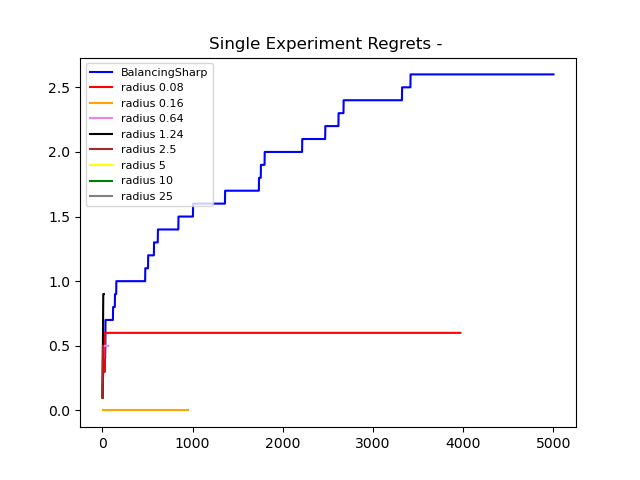 Single Experiment Regrets -
BalancingSharp
radius 0.08
radius 0.16
radius 0.64
radius 1.24
radius 2.5
radius 5
radius 10
radius 25
2.5
2.0
1.5
1.0
0.5
0.0
0 1000 2000 3000 4000 5000